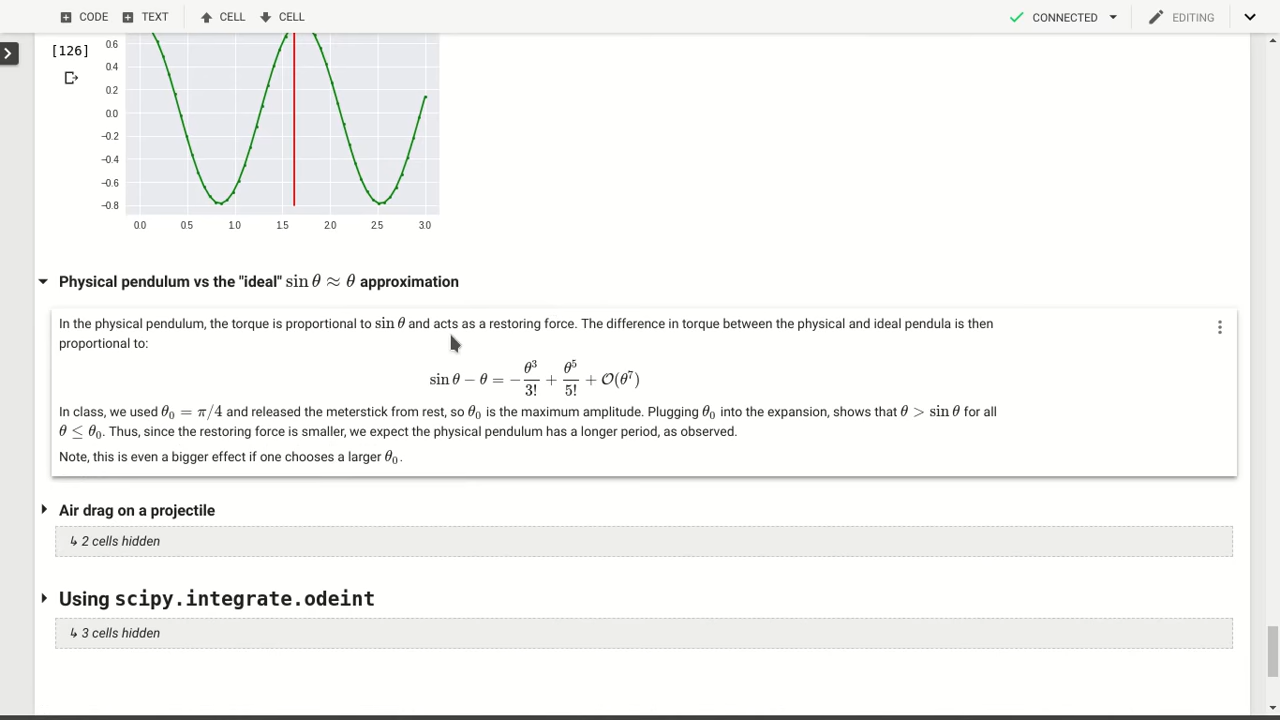 CODE TEXT CELL CELL CONNECTED EDITING
[126]
0.6
0.4
0.2
0.0
−0.2
−0.4
−0.6
−0.8
0.0 0.5 1.0 1.5 2.0 2.5 3.0
Physical pendulum vs the "ideal" sin θ ≈ θ approximation
In the physical pendulum, the torque is proportional to sin θ and acts as a restoring force. The difference in torque between the physical and ideal pendula is then
proportional to:
sin θ − θ = −θ³/3! + θ⁵/5! + 𝒪(θ⁷)
In class, we used θ₀ = π/4 and released the meterstick from rest, so θ₀ is the maximum amplitude. Plugging θ₀ into the expansion, shows that θ > sin θ for all
θ ≤ θ₀. Thus, since the restoring force is smaller, we expect the physical pendulum has a longer period, as observed.
Note, this is even a bigger effect if one chooses a larger θ₀.
Air drag on a projectile
↳ 2 cells hidden
Using scipy.integrate.odeint
↳ 3 cells hidden